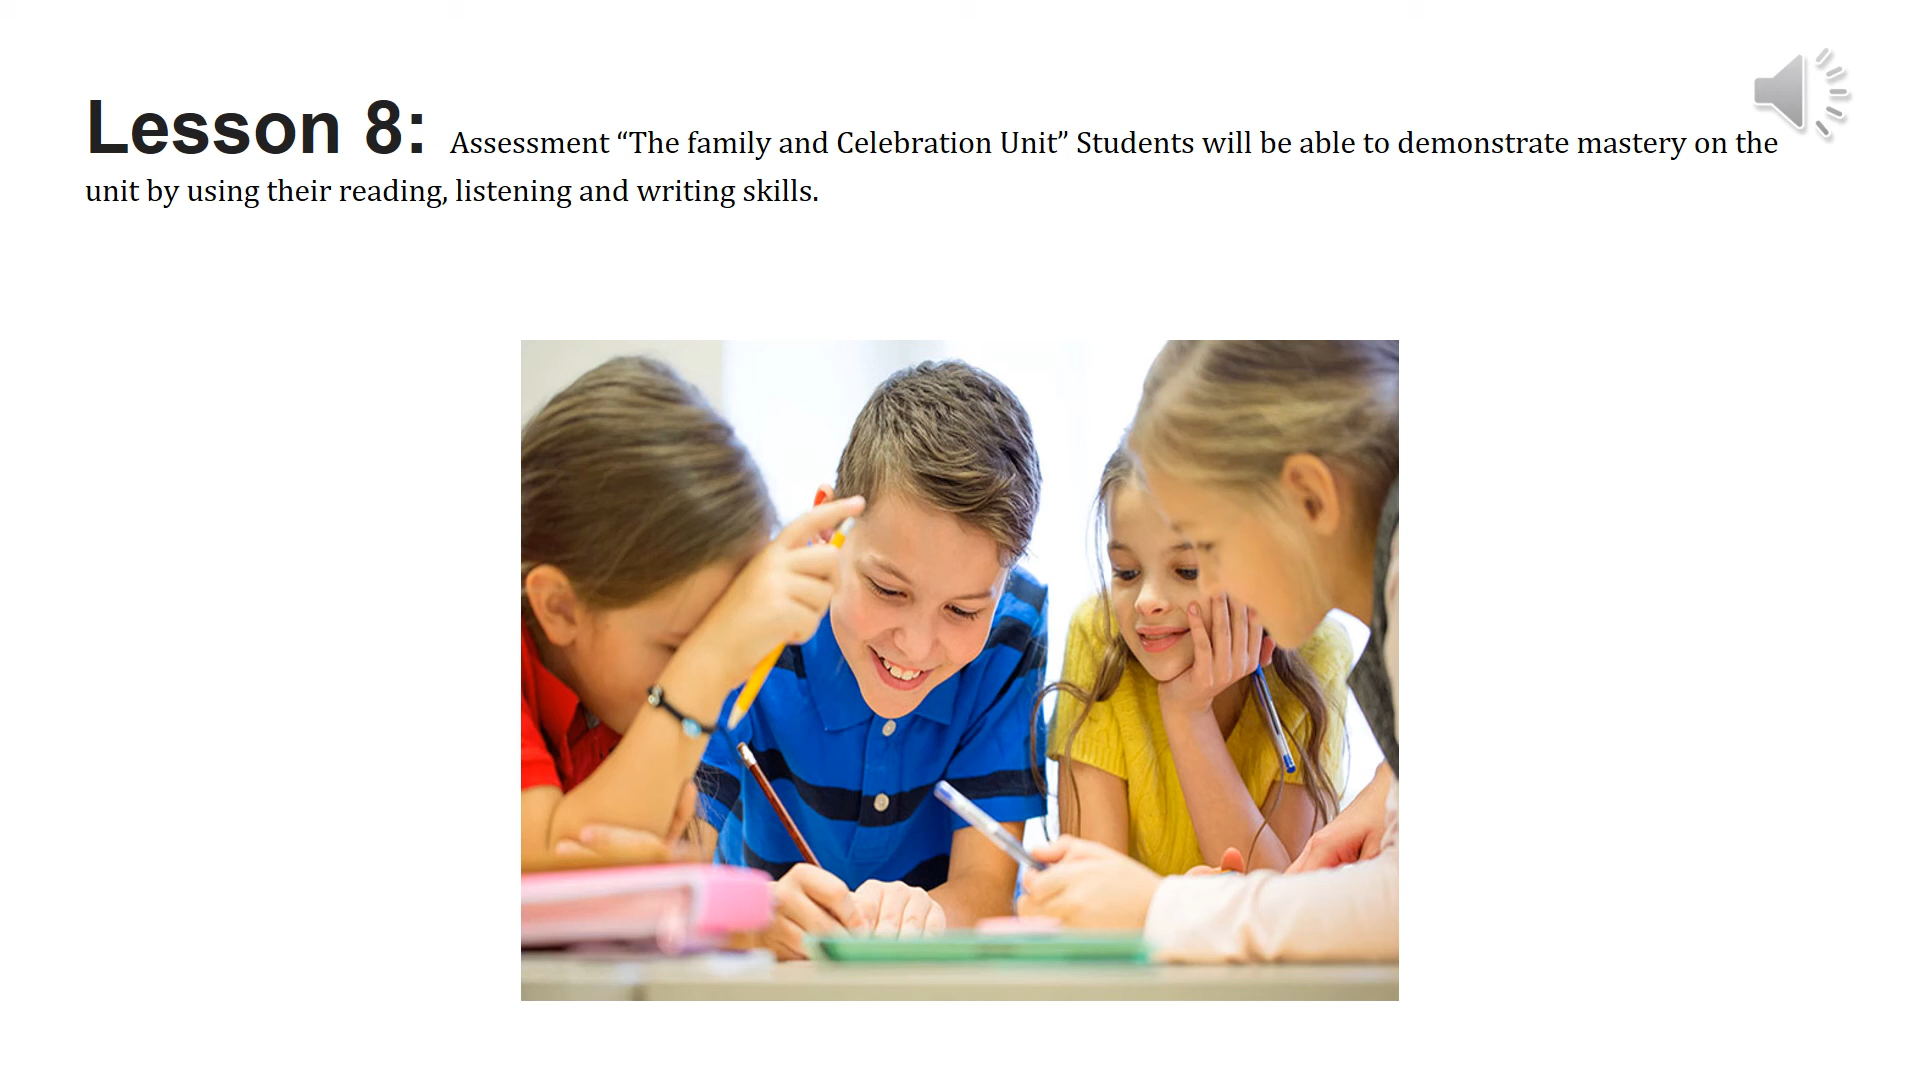 Lesson 8: Assessment “The family and Celebration Unit” Students will be able to demonstrate mastery on the
unit by using their reading, listening and writing skills.